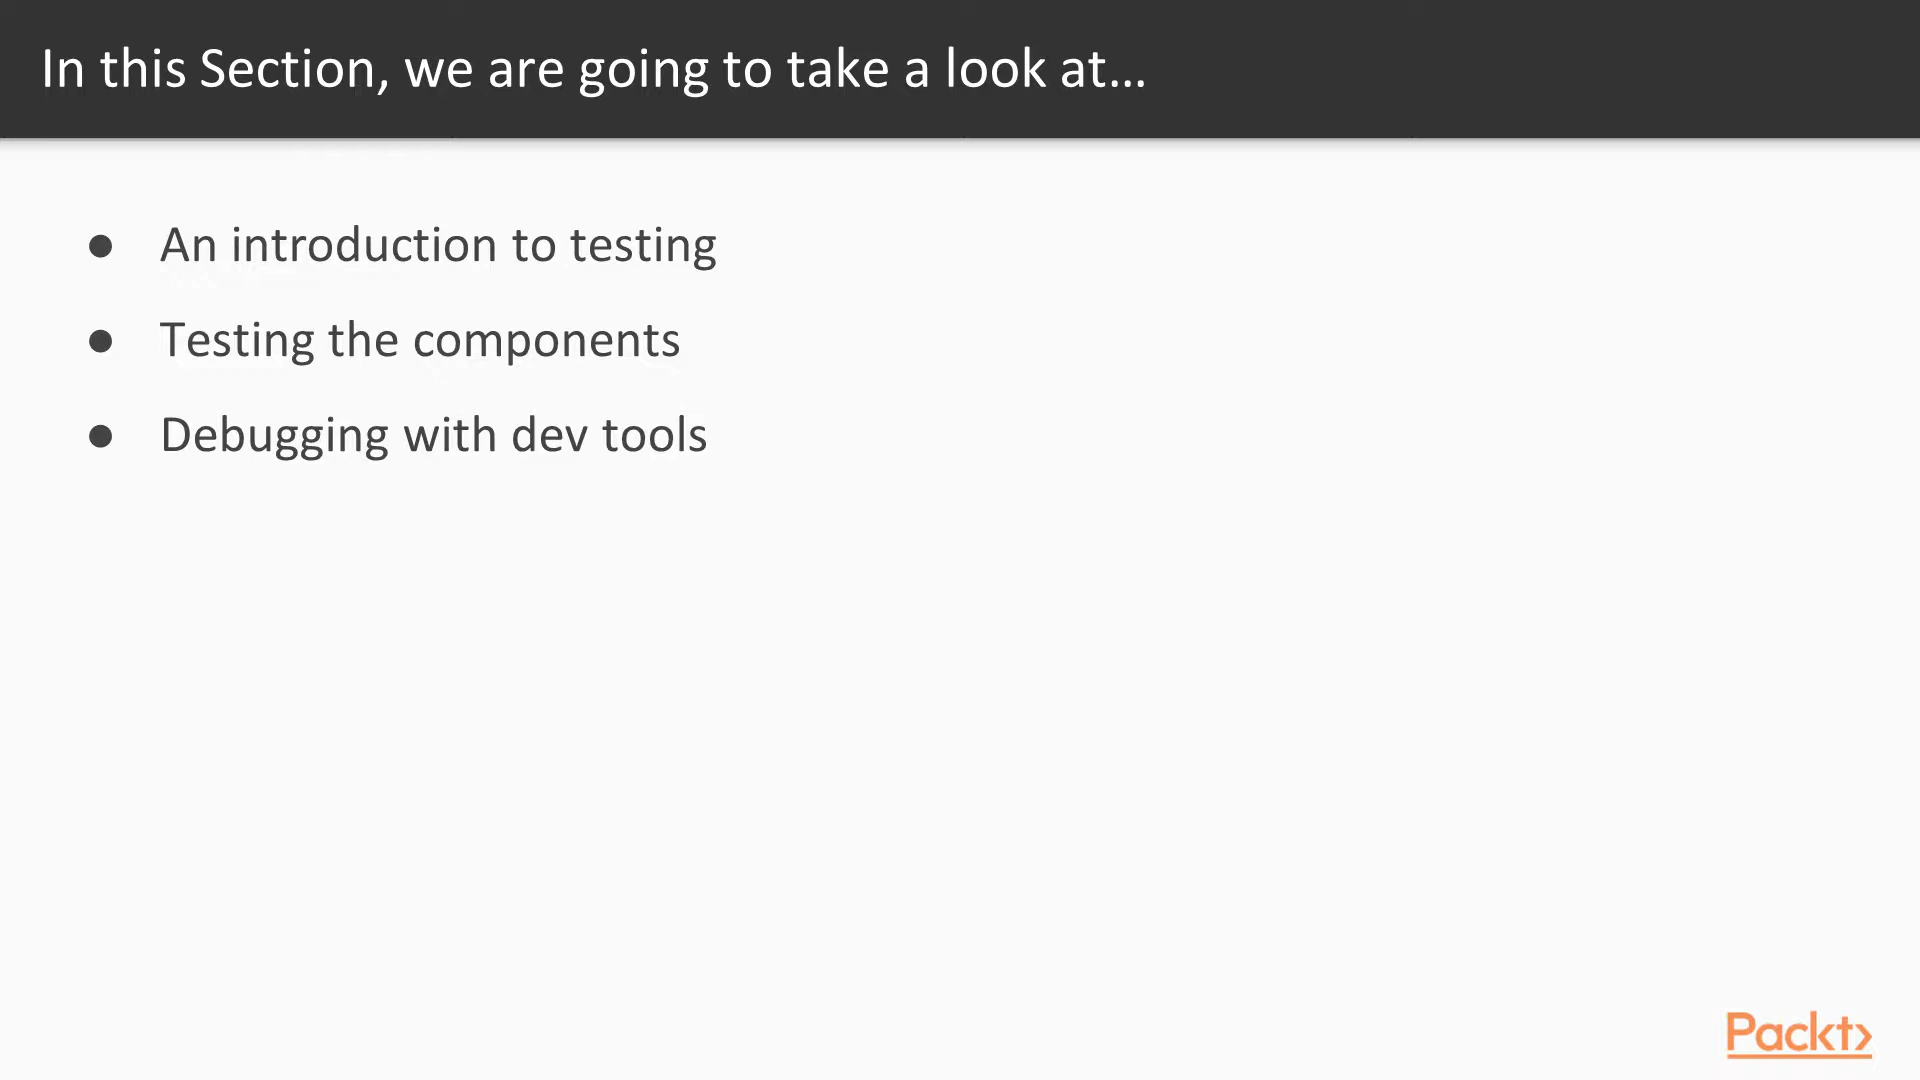 In this Section, we are going to take a look at...
● An introduction to testing
● Testing the components
● Debugging with dev tools
Packt>